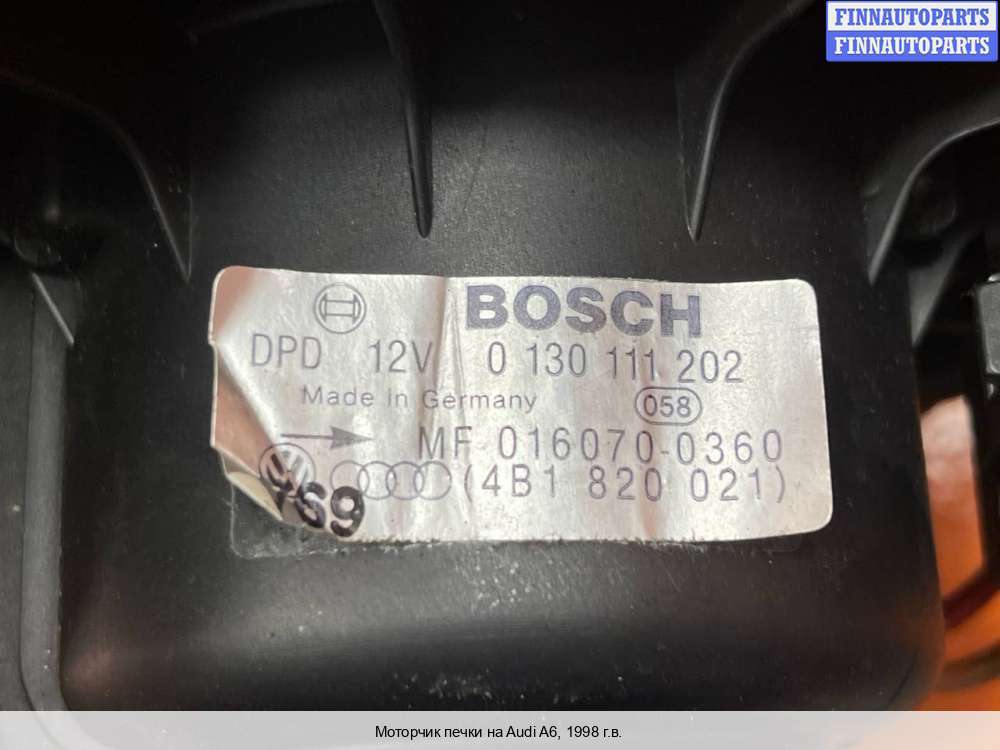 FINNAUTOPARTS
FINNAUTOPARTS
BOSCH
DPD 12V 0 130 111 202
Made in Germany 058
MF 016070-0360
(4B1 820 021)
Моторчик печки на Audi A6, 1998 г.в.